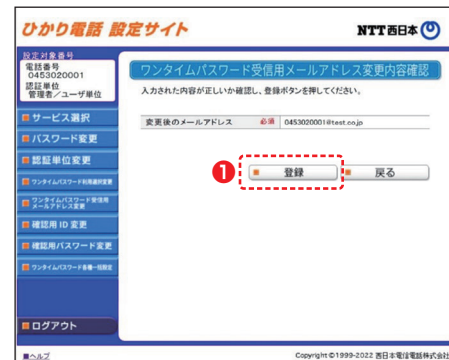 ひかり電話 設定サイト
NTT西日本
設定対象番号
電話番号
0453020001
認証単位
管理者／ユーザ単位
ワンタイムパスワード受信用メールアドレス変更内容確認
入力された内容が正しいか確認し、登録ボタンを押してください。
変更後のメールアドレス 必須 0453020001@test.co.jp
1 登録 戻る
サービス選択
パスワード変更
認証単位変更
ワンタイムパスワード利用選択変更
ワンタイムパスワード受信用
メールアドレス変更
確認用 ID 変更
確認用パスワード変更
ワンタイムパスワード各種一括設定
ログアウト
ヘルプ
Copyright©1999-2022 西日本電信電話株式会社